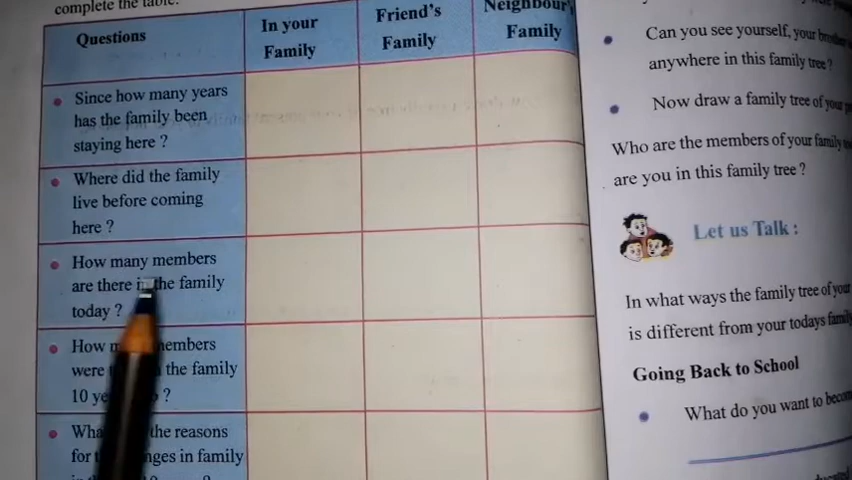 complete the table.
Questions
In your
Family
Friend's
Family
Neighbour's
Family
Since how many years
has the family been
staying here ?
Where did the family
live before coming
here ?
How many members
are there in the family
today ?
How members
were the family
10 ?
the reasons
for in family
Can you see yourself, your brother
anywhere in this family tree?
Now draw a family tree of your
Who are the members of your family
are you in this family tree ?
Let us Talk :
In what ways the family tree of your
is different from your todays family
Going Back to School
What do you want to become